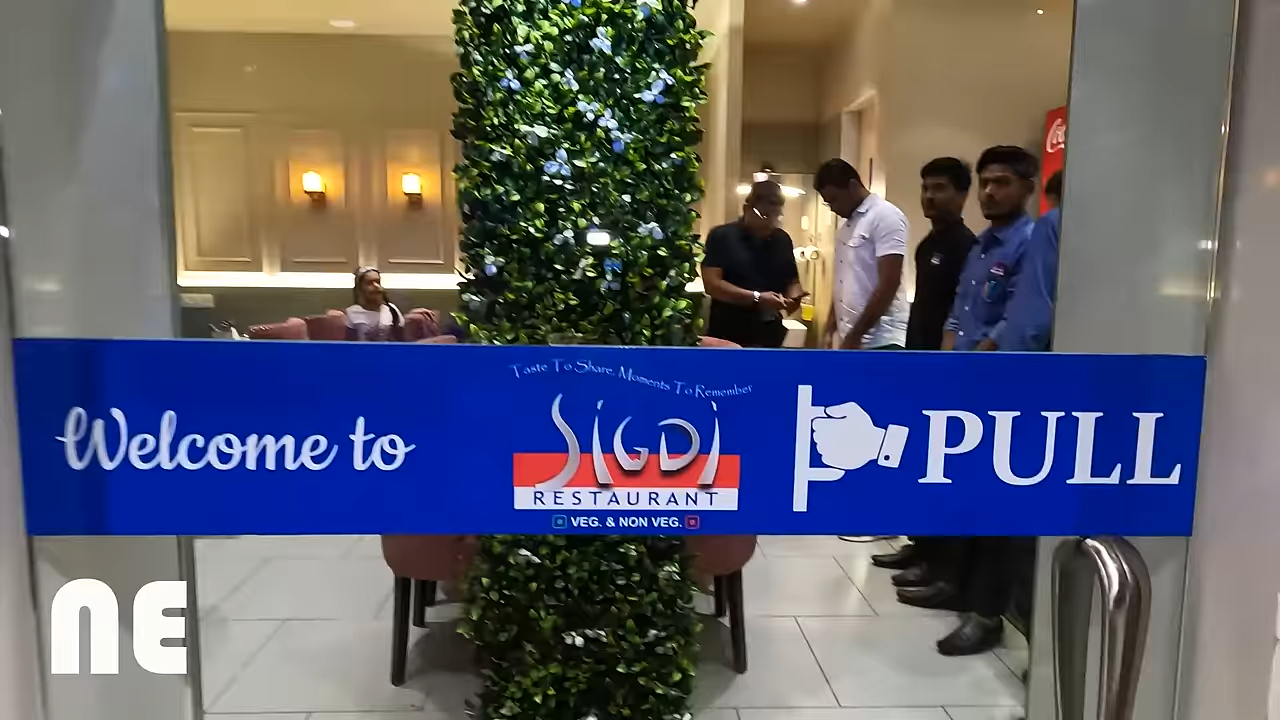 Taste To Share, Moments To Remember
Welcome to
SIGDI
RESTAURANT
VEG. & NON VEG.
PULL
NE